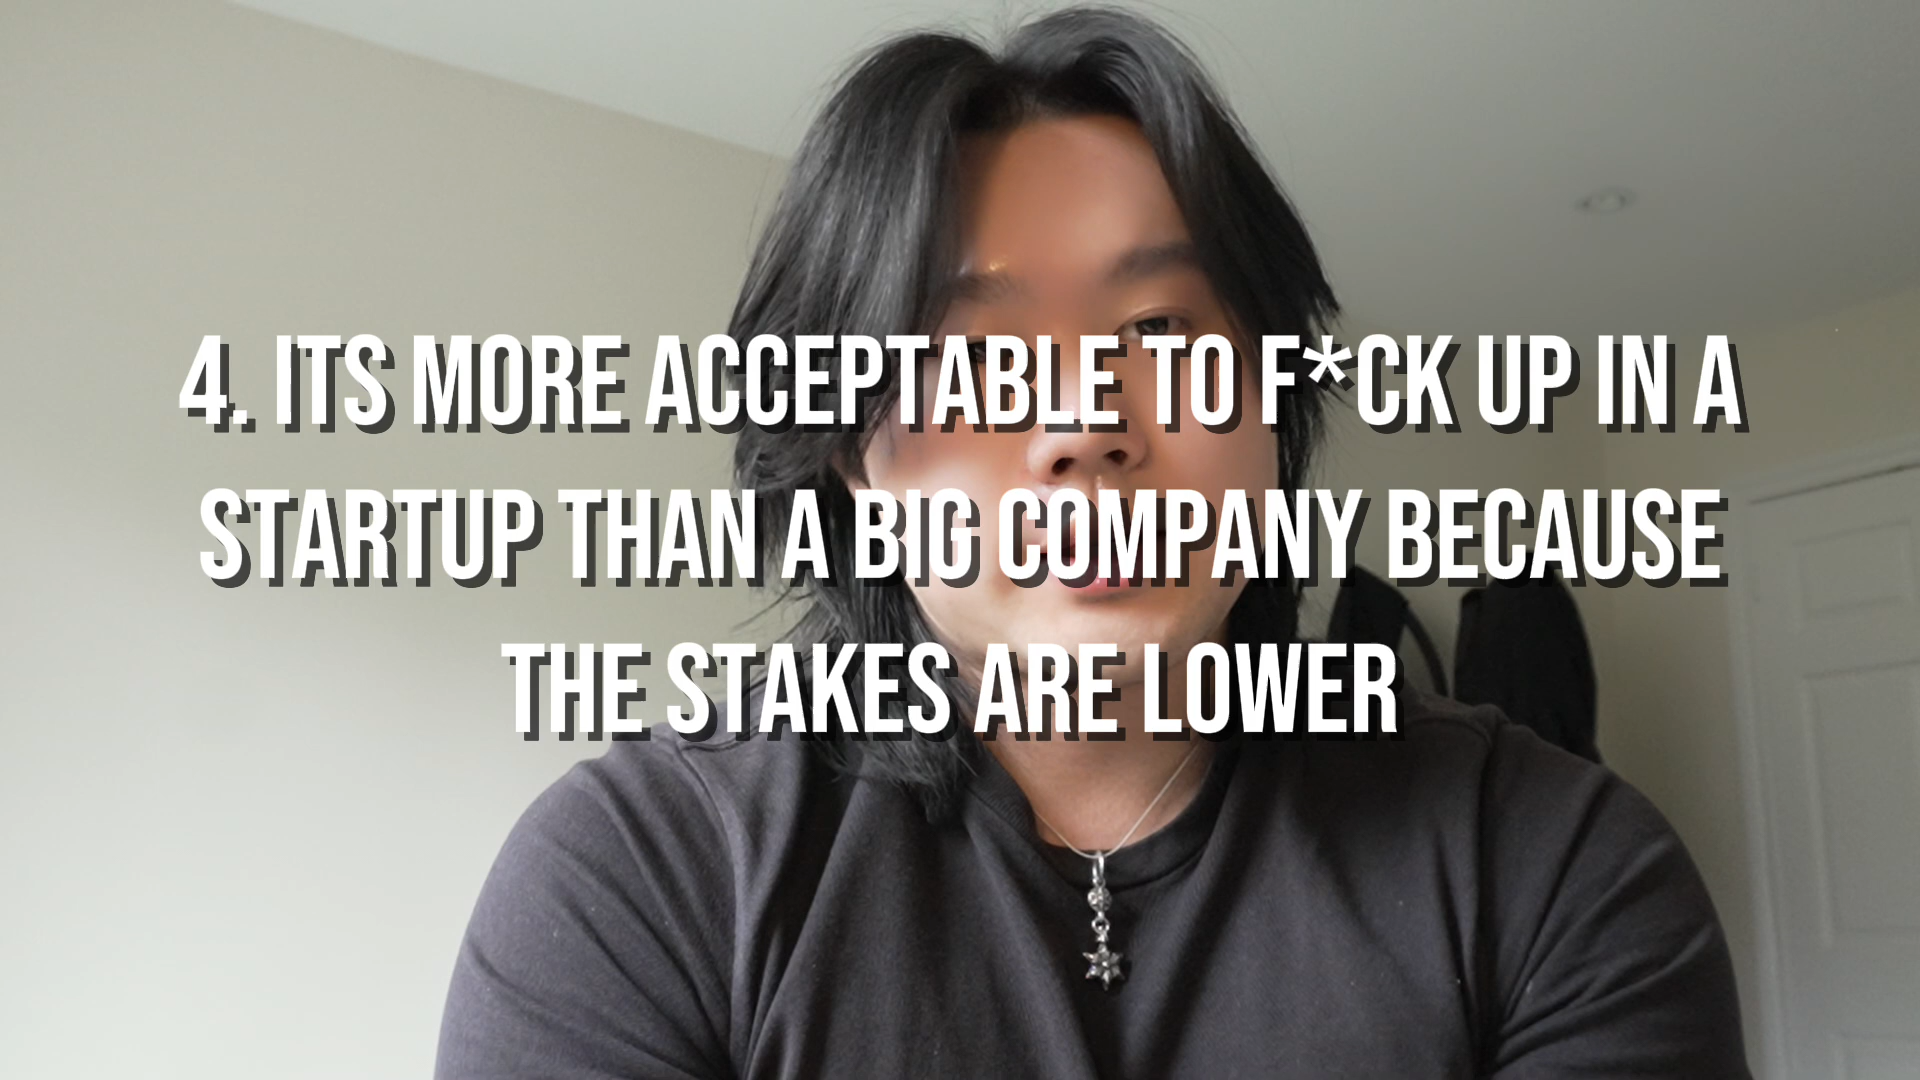 4. ITS MORE ACCEPTABLE TO F*CK UP IN A
STARTUP THAN A BIG COMPANY BECAUSE
THE STAKES ARE LOWER